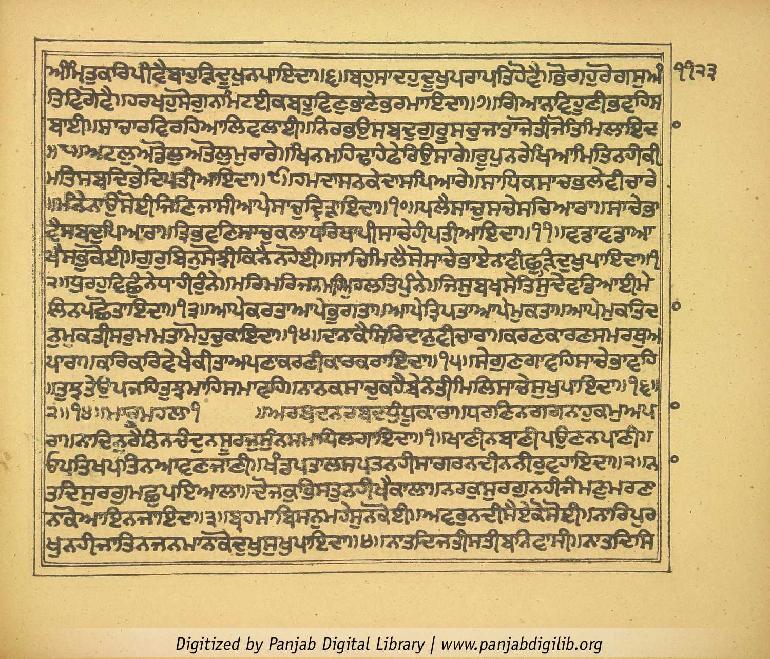 ਅੰਮ੍ਰਿਤੁ ਕਰਿ ਪੀਵੈ ਬਾਹੁੜਿ ਦੂਖੁ ਨ ਪਾਇਦਾ ॥੬॥ ਬਹੁ ਸਾਦਹੁ ਦੂਖੁ ਪਰਾਪਤਿ ਹੋਵੈ ॥ ਭੋਗਹੁ ਰੋਗ ਸੁ ਅੰ ੧੧੨੩
ਤਿ ਵਿਗੋਵੈ ॥ ਹਰਖਹੁ ਸੋਗੁ ਨ ਮਿਟਈ ਕਬਹੂ ਵਿਣੁ ਭਾਣੇ ਭਰਮਾਇਦਾ ॥੭॥ ਗਿਆਨ ਵਿਹੂਣੀ ਭਵੈ ਸ
ਬਾਈ ॥ ਸਾਚਾ ਰਵਿ ਰਹਿਆ ਲਿਵ ਲਾਈ ॥ ਨਿਰਭਉ ਸਬਦੁ ਗੁਰੂ ਸਚੁ ਜਾਤਾ ਜੋਤੀ ਜੋਤਿ ਮਿਲਾਇਦਾ
॥੮॥ ਅਟਲੁ ਅਡੋਲੁ ਅਤੋਲੁ ਮੁਰਾਰੇ ॥ ਖਿਨ ਮਹਿ ਢਾਹੇ ਫੇਰਿ ਉਸਾਰੇ ॥ ਰੂਪੁ ਨ ਰੇਖਿਆ ਮਿਤਿ ਨਹੀ ਕੀ
ਮਤਿ ਸਬਦਿ ਭੇਦਿ ਪਤੀਆਇਦਾ ॥੯॥ ਹਮ ਦਾਸਨ ਕੇ ਦਾਸ ਪਿਆਰੇ ॥ ਸਾਧਿਕ ਸਾਚ ਭਲੇ ਵੀਚਾਰੇ
॥ ਮੰਨੇ ਨਾਉ ਸੋਈ ਜਿਣਿ ਜਾਸੀ ਆਪੇ ਸਾਚੁ ਦ੍ਰਿੜਾਇਦਾ ॥੧੦॥ ਪਲੈ ਸਾਚੁ ਸਚੇ ਸਚਿਆਰਾ ॥ ਸਾਚੇ ਭਾ
ਵੈ ਸਬਦੁ ਪਿਆਰਾ ॥ ਤ੍ਰਿਭਵਣਿ ਸਾਚੁ ਕਲਾ ਧਰਿ ਥਾਪੀ ਸਾਚੇ ਹੀ ਪਤੀਆਇਦਾ ॥੧੧॥ ਵਡਾ ਵਡਾ ਆ
ਖੈ ਸਭੁ ਕੋਈ ॥ ਗੁਰ ਬਿਨੁ ਸੋਝੀ ਕਿਨੈ ਨ ਹੋਈ ॥ ਸਾਚਿ ਮਿਲੈ ਸੋ ਸਾਚੇ ਭਾਏ ਨ ਵੀਛੁੜਿ ਦੁਖੁ ਪਾਇਦਾ ॥੧
੨॥ ਧੁਰਹੁ ਵਿਛੁੰਨੇ ਧਾਹੀ ਰੁੰਨੇ ॥ ਮਰਿ ਮਰਿ ਜਨਮਹਿ ਮੁਹਲਤਿ ਪੁੰਨੇ ॥ ਜਿਸੁ ਬਖਸੇ ਤਿਸੁ ਦੇ ਵਡਿਆਈ ਮੇ
ਲਿ ਨ ਪਛੋਤਾਇਦਾ ॥੧੩॥ ਆਪੇ ਕਰਤਾ ਆਪੇ ਭੁਗਤਾ ॥ ਆਪੇ ਤ੍ਰਿਪਤਾ ਆਪੇ ਮੁਕਤਾ ॥ ਆਪੇ ਮੁਕਤਿ ਦਾ
ਨੁ ਮੁਕਤੀਸਰੁ ਮਮਤਾ ਮੋਹੁ ਚੁਕਾਇਦਾ ॥੧੪॥ ਦਾਨਾ ਕੈ ਸਿਰਿ ਦਾਨੁ ਵੀਚਾਰਾ ॥ ਕਰਣ ਕਾਰਣ ਸਮਰਥੁ ਅ
ਪਾਰਾ ॥ ਕਰਿ ਕਰਿ ਵੇਖੈ ਕੀਤਾ ਅਪਣਾ ਕਰਣੀ ਕਾਰ ਕਰਾਇਦਾ ॥੧੫॥ ਸੇ ਗੁਣ ਗਾਵਹਿ ਸਾਚੇ ਭਾਵਹਿ
॥ ਤੁਝ ਤੇ ਉਪਜਹਿ ਤੁਝ ਮਾਹਿ ਸਮਾਵਹਿ ॥ ਨਾਨਕੁ ਸਾਚੁ ਕਹੈ ਬੇਨੰਤੀ ਮਿਲਿ ਸਾਚੇ ਸੁਖੁ ਪਾਇਦਾ ॥੧੬॥
੨॥੧੪॥ ਮਾਰੂ ਮਹਲਾ ੧ ॥ ਅਰਬਦ ਨਰਬਦ ਧੁੰਧੂਕਾਰਾ ॥ ਧਰਣਿ ਨ ਗਗਨਾ ਹੁਕਮੁ ਅਪਾ
ਰਾ ॥ ਨਾ ਦਿਨੁ ਰੈਨਿ ਨ ਚੰਦੁ ਨ ਸੂਰਜੁ ਸੁੰਨ ਸਮਾਧਿ ਲਗਾਇਦਾ ॥੧॥ ਖਾਣੀ ਨ ਬਾਣੀ ਪਉਣ ਨ ਪਾਣੀ ॥
ਓਪਤਿ ਖਪਤਿ ਨ ਆਵਣ ਜਾਣੀ ॥ ਖੰਡ ਪਤਾਲ ਸਪਤ ਨਹੀ ਸਾਗਰ ਨਦੀ ਨ ਨੀਰੁ ਵਹਾਇਦਾ ॥੨॥ ਨਾ
ਤਦਿ ਸੁਰਗੁ ਮਛੁ ਪਇਆਲਾ ॥ ਦੋਜਕੁ ਭਿਸਤੁ ਨਹੀ ਖੈ ਕਾਲਾ ॥ ਨਰਕੁ ਸੁਰਗੁ ਨਹੀ ਜੰਮਣੁ ਮਰਣਾ
ਨਾ ਕੋ ਆਇ ਨ ਜਾਇਦਾ ॥੩॥ ਬ੍ਰਹਮਾ ਬਿਸਨੁ ਮਹੇਸੁ ਨ ਕੋਈ ॥ ਅਵਰੁ ਨ ਦੀਸੈ ਏਕੋ ਸੋਈ ॥ ਨਾਰਿ ਪੁਰ
ਖੁ ਨਹੀ ਜਾਤਿ ਨ ਜਨਮਾ ਨਾ ਕੋ ਦੁਖੁ ਸੁਖੁ ਪਾਇਦਾ ॥੪॥ ਨਾ ਤਦਿ ਜਤੀ ਸਤੀ ਬਨਵਾਸੀ ॥ ਨਾ ਤਦਿ ਸਿ
Digitized by Panjab Digital Library | www.panjabdigilib.org